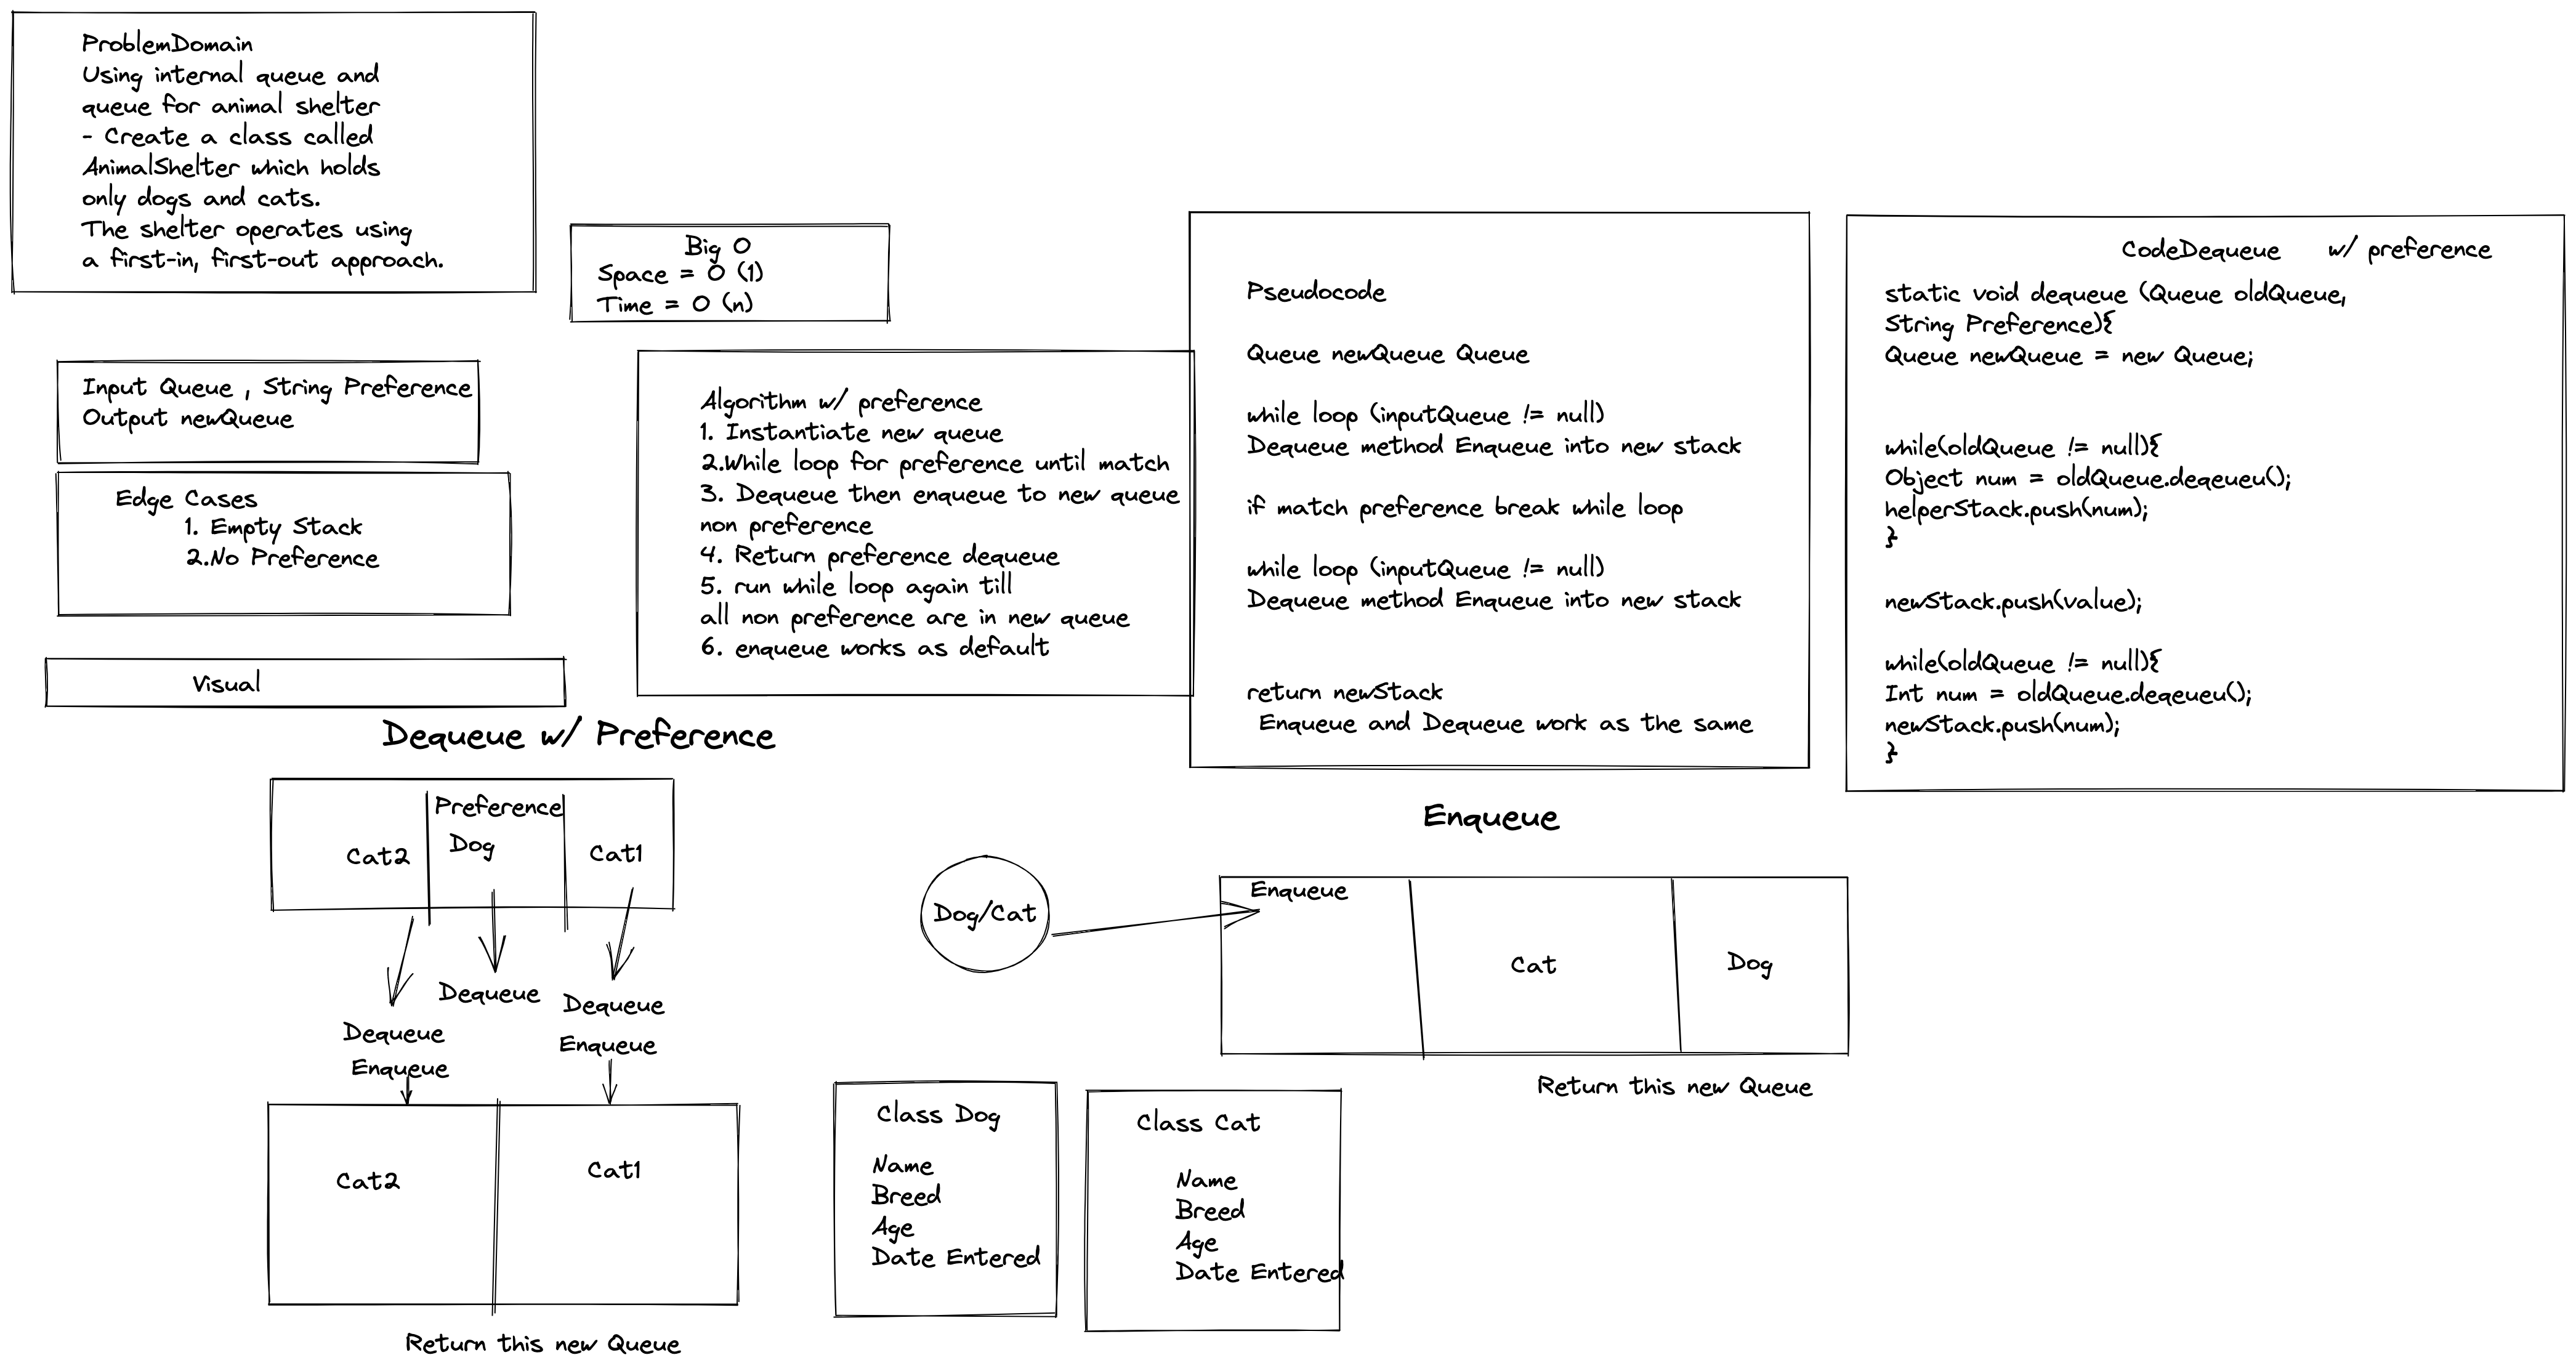 ProblemDomain
Using internal queue and
queue for animal shelter
- Create a class called
AnimalShelter which holds
only dogs and cats.
The shelter operates using
a first-in, first-out approach.
Big O
Space = O (1)
Time = O (n)
Input Queue , String Preference
Output newQueue
Edge Cases
1. Empty Stack
2.No Preference
Visual
Algorithm w/ preference
1. Instantiate new queue
2.While loop for preference until match
3. Dequeue then enqueue to new queue
non preference
4. Return preference dequeue
5. run while loop again till
all non preference are in new queue
6. enqueue works as default
Pseudocode
Queue newQueue Queue
while loop (inputQueue != null)
Dequeue method Enqueue into new stack
if match preference break while loop
while loop (inputQueue != null)
Dequeue method Enqueue into new stack
return newStack
Enqueue and Dequeue work as the same
CodeDequeue w/ preference
static void dequeue (Queue oldQueue,
String Preference){
Queue newQueue = new Queue;
while(oldQueue != null){
Object num = oldQueue.deqeueu();
helperStack.push(num);
}
newStack.push(value);
while(oldQueue != null){
Int num = oldQueue.deqeueu();
newStack.push(num);
}
Dequeue w/ Preference
Preference
Cat2
Dog
Cat1
Dequeue
Dequeue
Dequeue
Enqueue
Enqueue
Cat2
Cat1
Return this new Queue
Enqueue
Dog/Cat
Enqueue
Cat
Dog
Return this new Queue
Class Dog
Name
Breed
Age
Date Entered
Class Cat
Name
Breed
Age
Date Entered